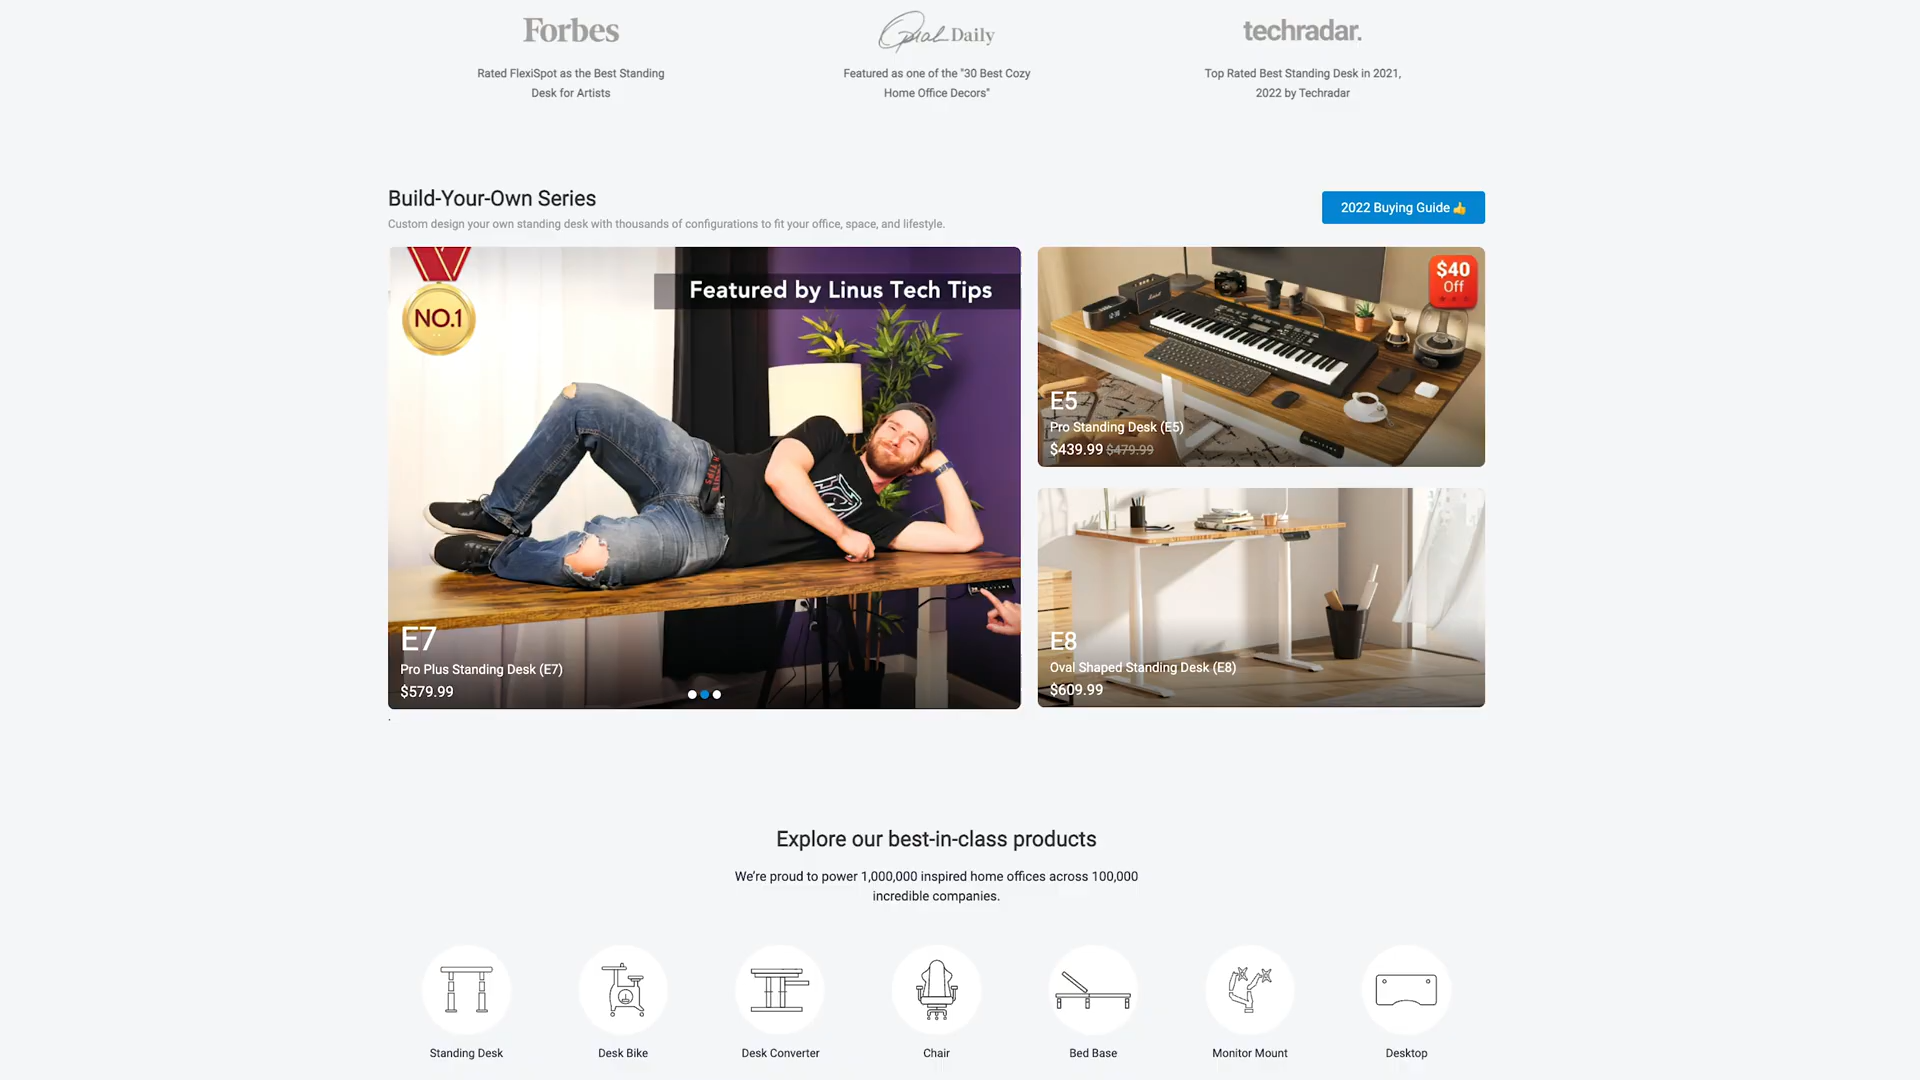 Forbes
Rated FlexiSpot as the Best Standing
Desk for Artists
Oprah Daily
Featured as one of the "30 Best Cozy
Home Office Decors"
techradar.
Top Rated Best Standing Desk in 2021,
2022 by Techradar
Build-Your-Own Series
Custom design your own standing desk with thousands of configurations to fit your office, space, and lifestyle.
2022 Buying Guide 👍
NO.1
Featured by Linus Tech Tips
E7
Pro Plus Standing Desk (E7)
$579.99
$40
Off
E5
Pro Standing Desk (E5)
$439.99 $479.99
E8
Oval Shaped Standing Desk (E8)
$609.99
Explore our best-in-class products
We’re proud to power 1,000,000 inspired home offices across 100,000
incredible companies.
Standing Desk
Desk Bike
Desk Converter
Chair
Bed Base
Monitor Mount
Desktop